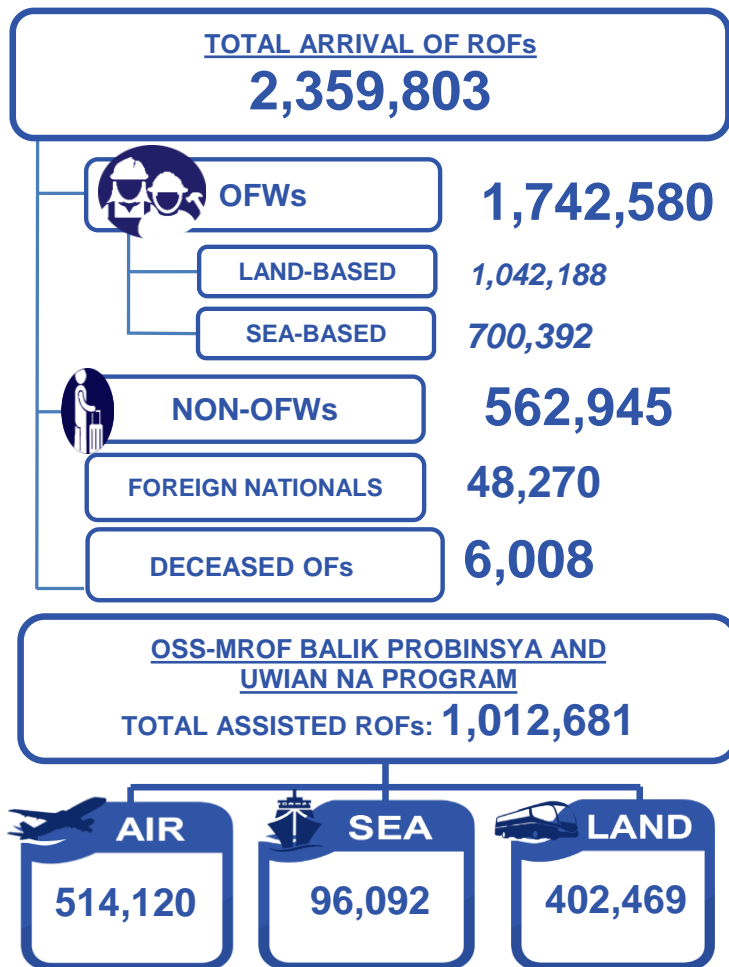 TOTAL ARRIVAL OF ROFs
2,359,803
OFWs 1,742,580
LAND-BASED 1,042,188
SEA-BASED 700,392
NON-OFWs 562,945
FOREIGN NATIONALS 48,270
DECEASED OFs 6,008
OSS-MROF BALIK PROBINSYA AND
UWIAN NA PROGRAM
TOTAL ASSISTED ROFs: 1,012,681
AIR
514,120
SEA
96,092
LAND
402,469